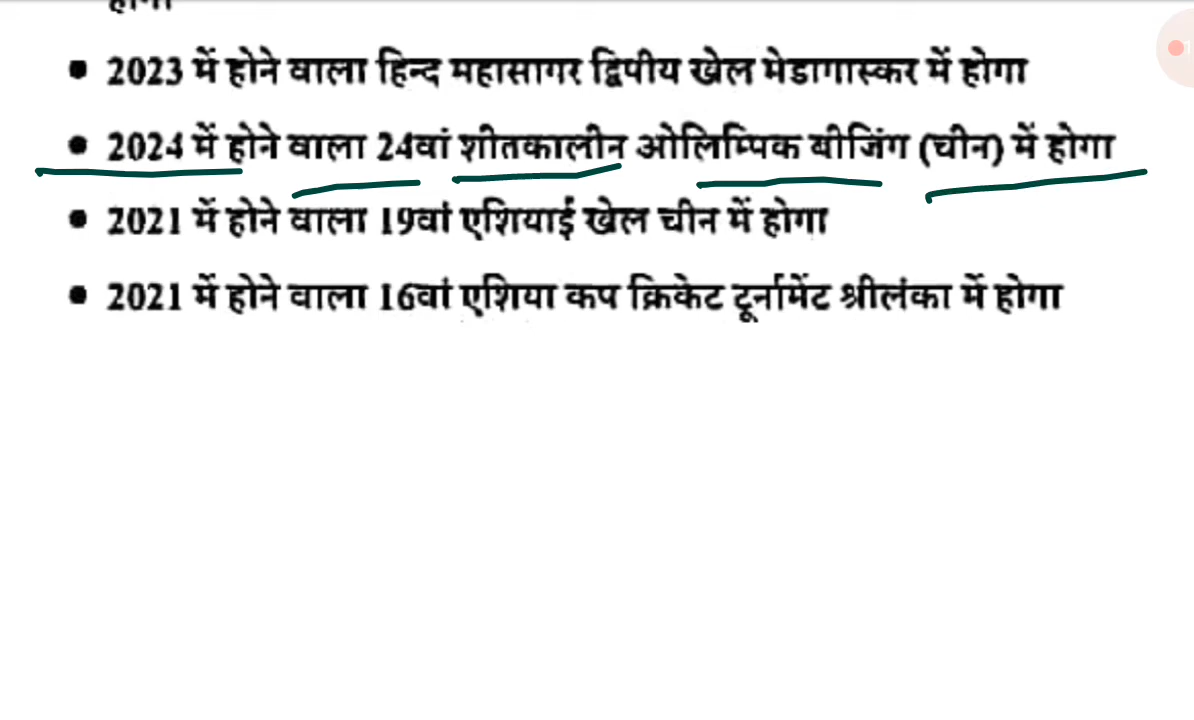 • 2023 में होने वाला हिन्द महासागर द्विपीय खेल मेडागास्कर में होगा
• 2024 में होने वाला 24वां शीतकालीन ओलिम्पिक बीजिंग (चीन) में होगा
• 2021 में होने वाला 19वां एशियाई खेल चीन में होगा
• 2021 में होने वाला 16वां एशिया कप क्रिकेट टूर्नामेंट श्रीलंका में होगा